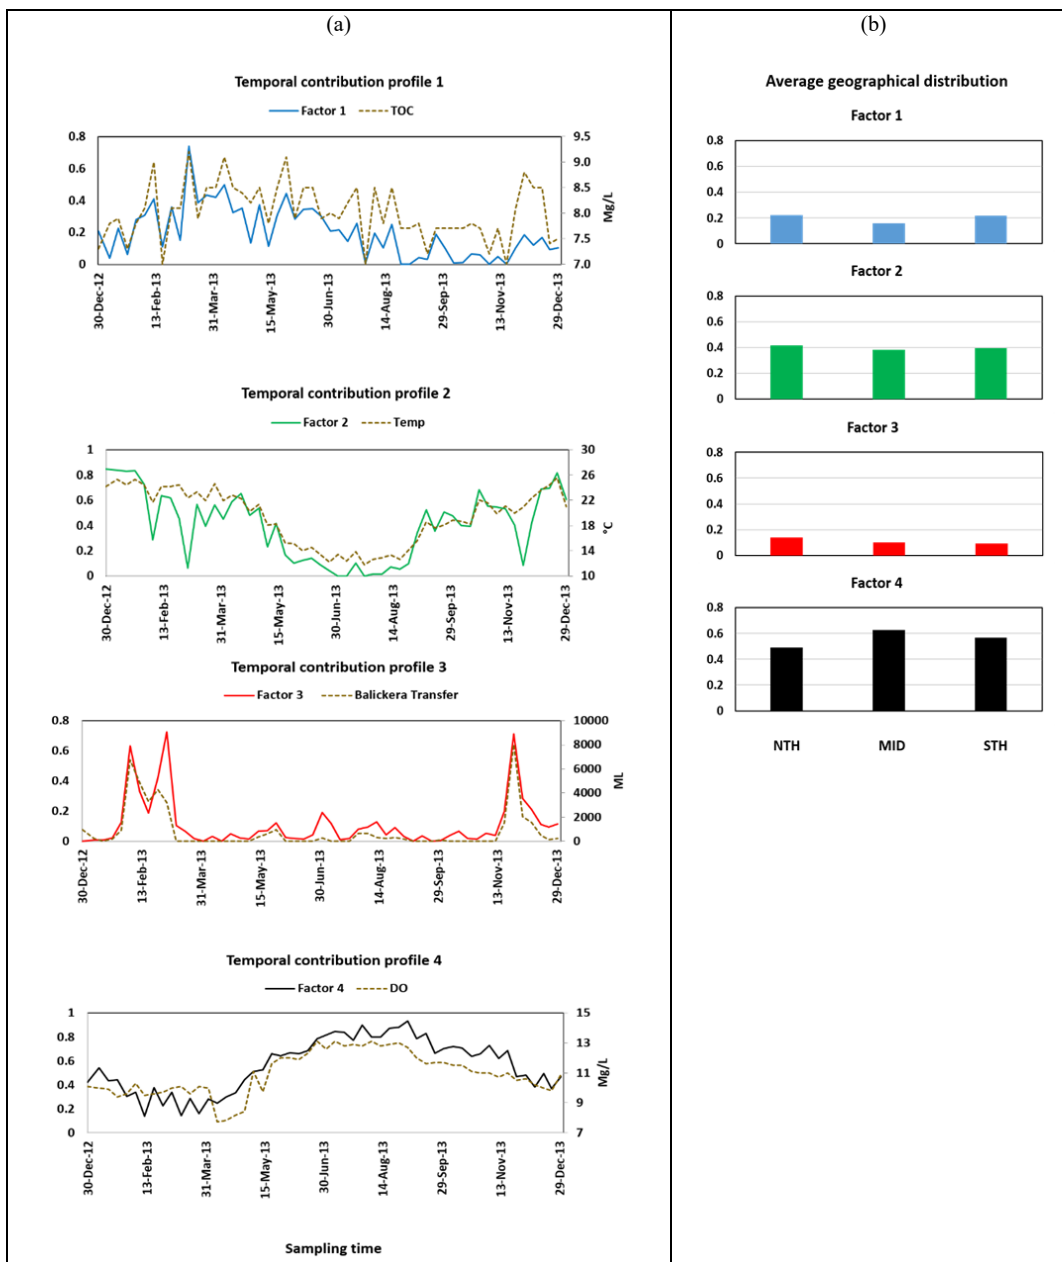 (a)
Temporal contribution profile 1
Factor 1 TOC
0.8 9.5
0.6 9.0
8.5
0.4 8.0
0.2 7.5
0 7.0
Mg/L
30-Dec-12 13-Feb-13 31-Mar-13 15-May-13 30-Jun-13 14-Aug-13 29-Sep-13 13-Nov-13 29-Dec-13
Temporal contribution profile 2
Factor 2 Temp
1 30
0.8 26
0.6 22
0.4 18
0.2 14
0 10
°C
30-Dec-12 13-Feb-13 31-Mar-13 15-May-13 30-Jun-13 14-Aug-13 29-Sep-13 13-Nov-13 29-Dec-13
Temporal contribution profile 3
Factor 3 Balickera Transfer
0.8 10000
0.6 8000
6000
0.4 4000
0.2 2000
0 0
ML
30-Dec-12 13-Feb-13 31-Mar-13 15-May-13 30-Jun-13 14-Aug-13 29-Sep-13 13-Nov-13 29-Dec-13
Temporal contribution profile 4
Factor 4 DO
1 15
0.8 13
0.6 11
0.4 9
0.2
0 7
Mg/L
30-Dec-12 13-Feb-13 31-Mar-13 15-May-13 30-Jun-13 14-Aug-13 29-Sep-13 13-Nov-13 29-Dec-13
Sampling time
(b)
Average geographical distribution
Factor 1
0.8
0.6
0.4
0.2
0
Factor 2
0.8
0.6
0.4
0.2
0
Factor 3
0.8
0.6
0.4
0.2
0
Factor 4
0.8
0.6
0.4
0.2
0
NTH MID STH